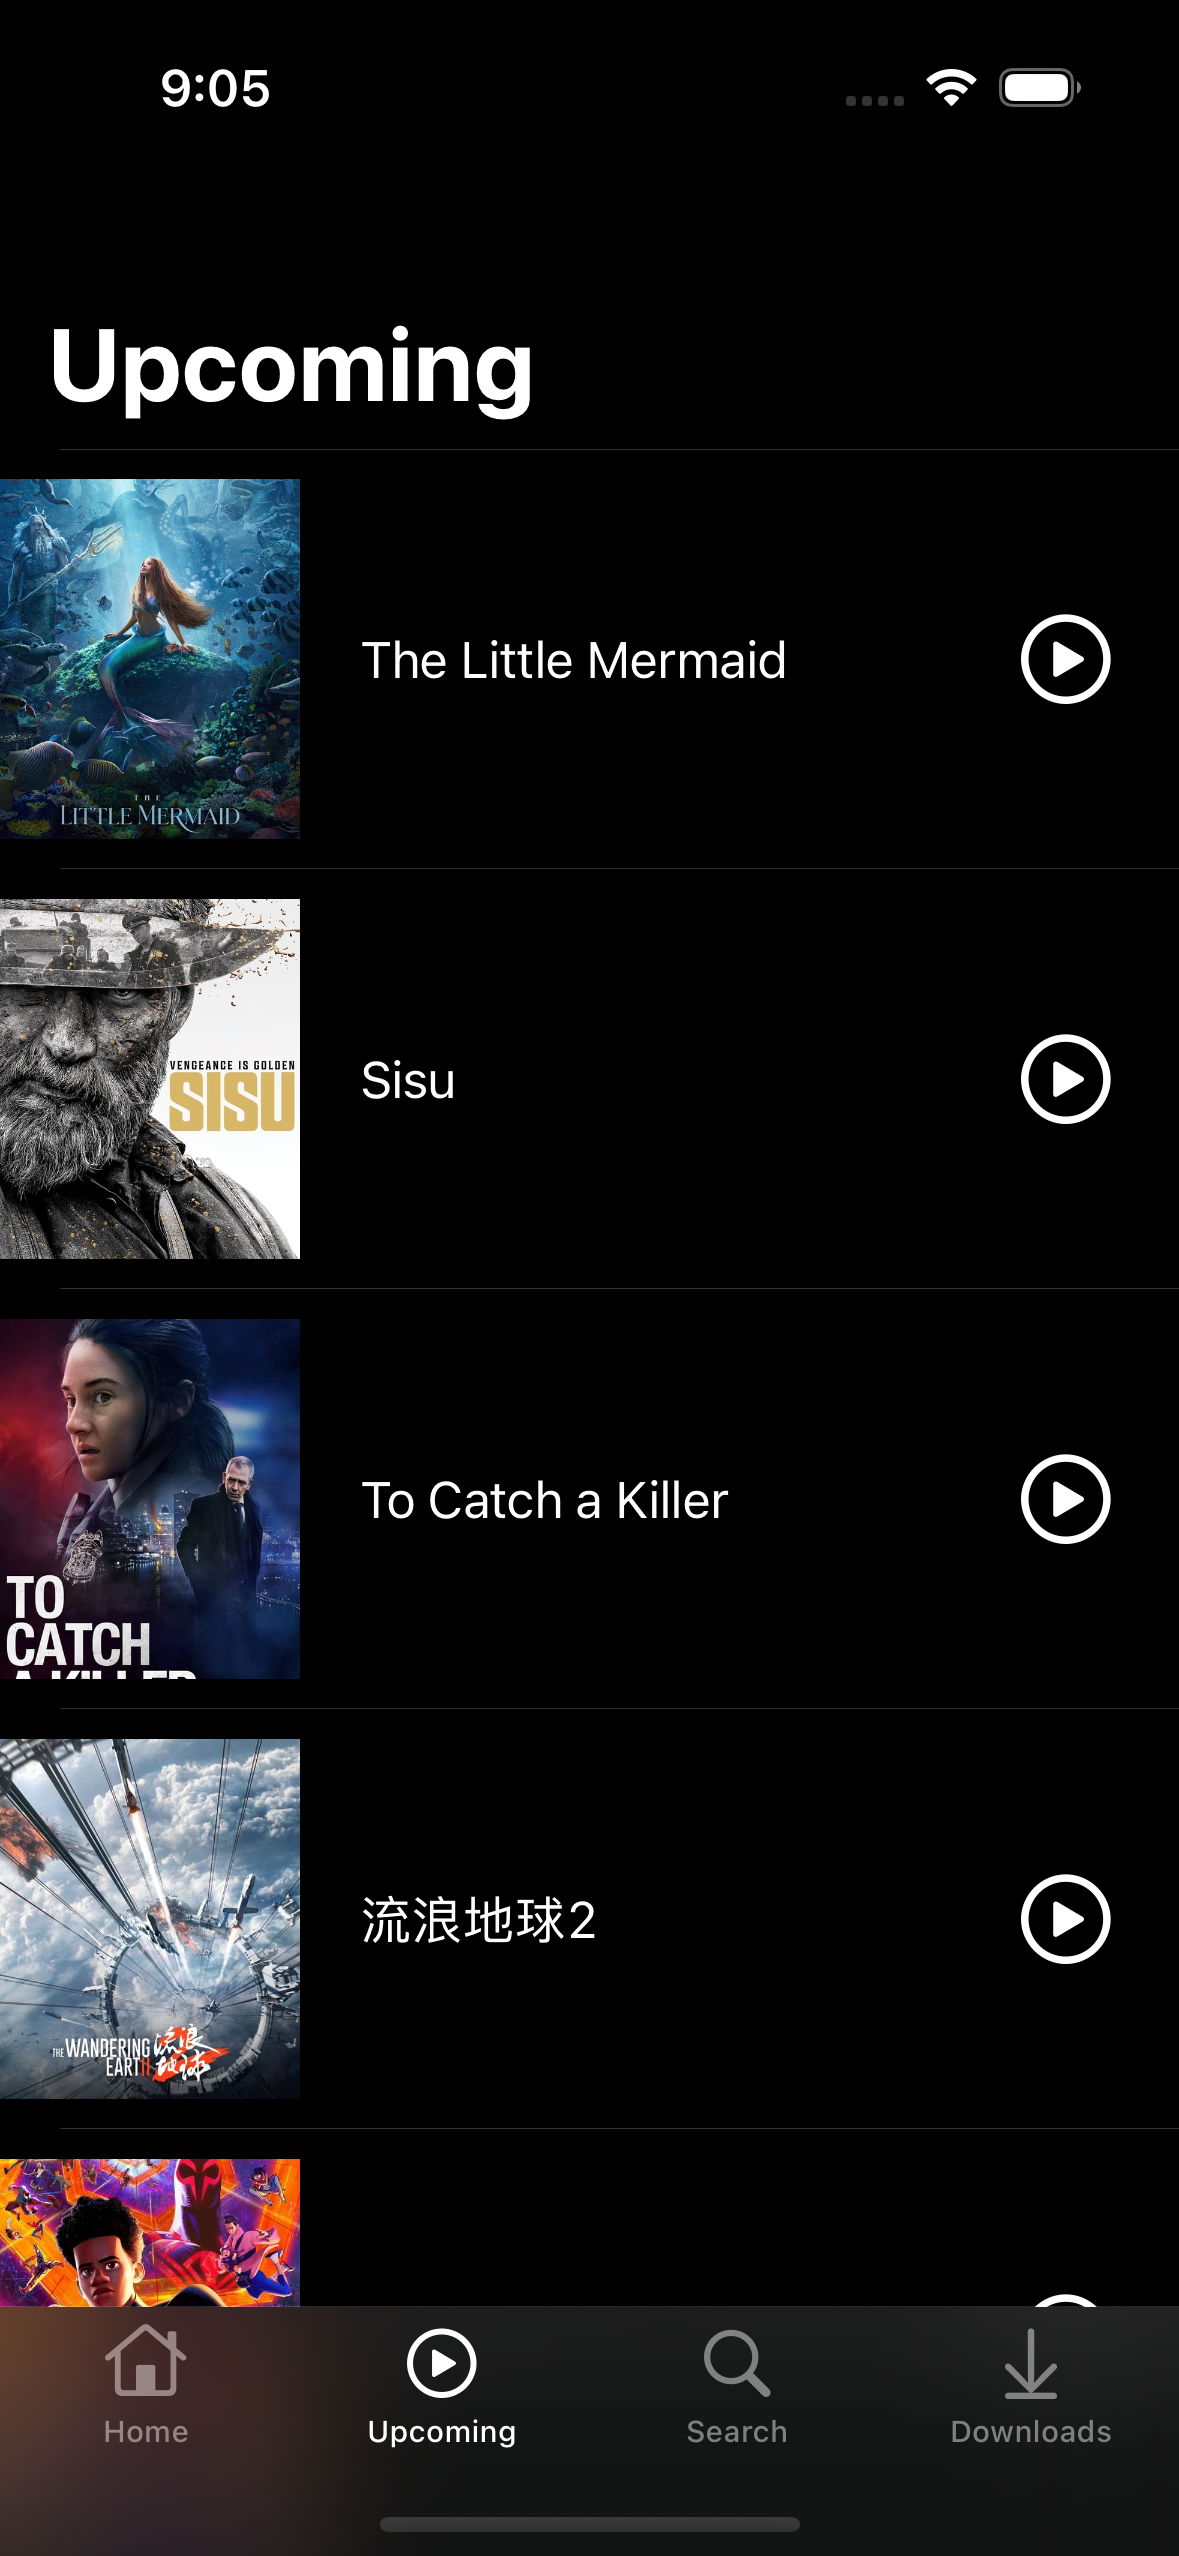 9:05
Upcoming
THE
LITTLE MERMAID
The Little Mermaid
VENGEANCE IS GOLDEN
SISU
Sisu
TO
CATCH
A KILLER
To Catch a Killer
THE WANDERING
EARTH II
流浪
地球
流浪地球2
Home
Upcoming
Search
Downloads